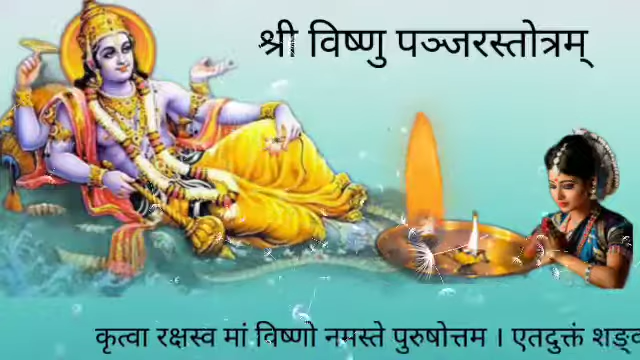 श्री विष्णु पञ्जरस्तोत्रम्
कृत्वा रक्षस्व मां विष्णो नमस्ते पुरुषोत्तम । एतदुक्तं